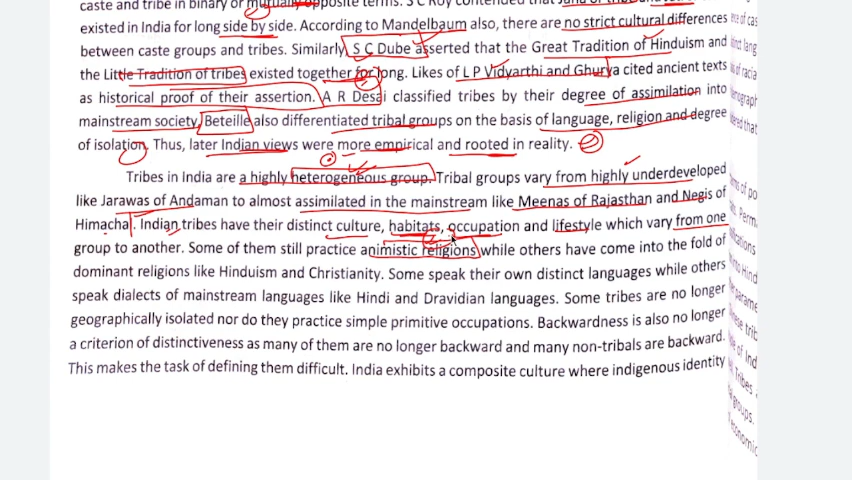 caste and tribe in binary or mutually opposite terms. S C Roy contended that
existed in India for long side by side. According to Mandelbaum also, there are no strict cultural differences
between caste groups and tribes. Similarly S C Dube asserted that the Great Tradition of Hinduism and
the Little Tradition of tribes existed together for long. Likes of L P Vidyarthi and Ghurya cited ancient texts
as historical proof of their assertion. A R Desai classified tribes by their degree of assimilation into
mainstream society. Beteille also differentiated tribal groups on the basis of language, religion and degree
of isolation. Thus, later Indian views were more empirical and rooted in reality.
Tribes in India are a highly heterogeneous group. Tribal groups vary from highly underdeveloped
like Jarawas of Andaman to almost assimilated in the mainstream like Meenas of Rajasthan and Negis of
Himachal. Indian tribes have their distinct culture, habitats, occupation and lifestyle which vary from one
group to another. Some of them still practice animistic religions while others have come into the fold of
dominant religions like Hinduism and Christianity. Some speak their own distinct languages while others
speak dialects of mainstream languages like Hindi and Dravidian languages. Some tribes are no longer
geographically isolated nor do they practice simple primitive occupations. Backwardness is also no longer
a criterion of distinctiveness as many of them are no longer backward and many non-tribals are backward.
This makes the task of defining them difficult. India exhibits a composite culture where indigenous identity